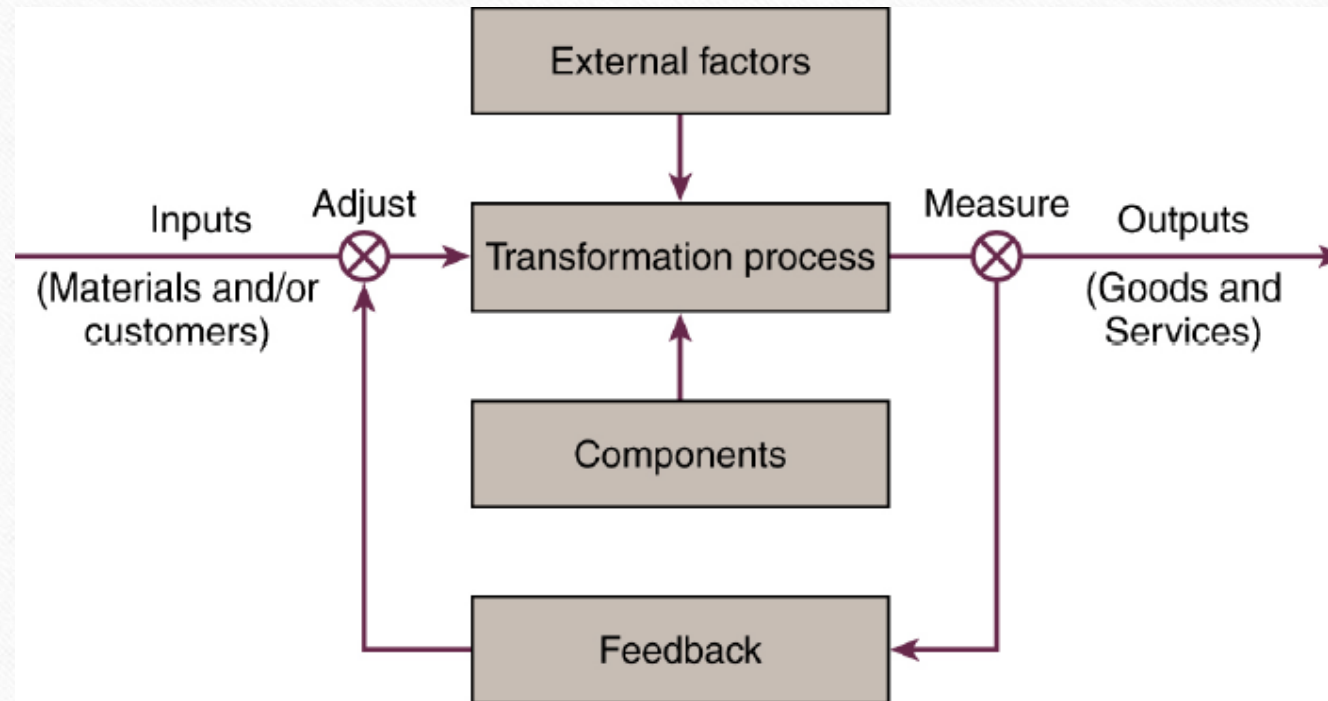 External factors
Inputs
Adjust
Measure
Outputs
Transformation process
(Materials and/or
customers)
(Goods and
Services)
Components
Feedback